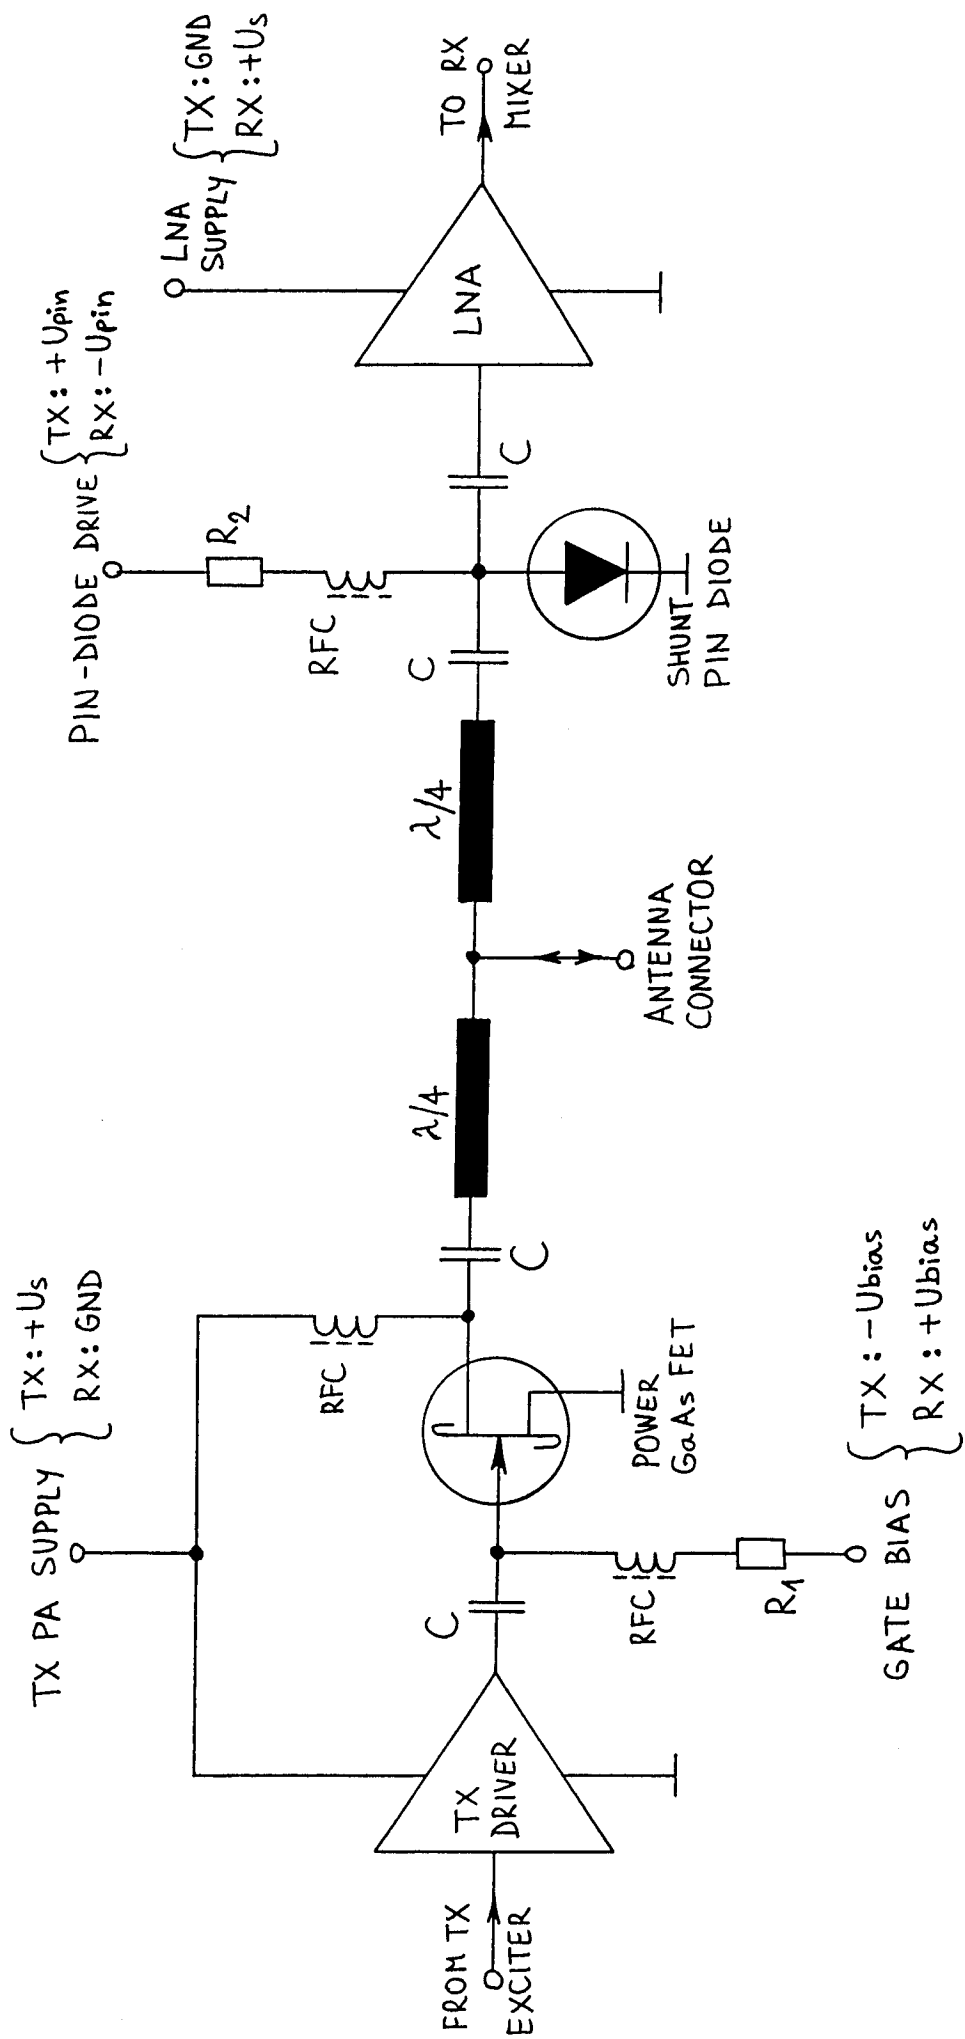 TX PA SUPPLY { TX: +Us
RX: GND
PIN-DIODE DRIVE { TX: +Upin
RX: -Upin
LNA
SUPPLY { TX: GND
RX: +Us
R2
RFC
RFC
λ/4
λ/4
C
C
C
C
FROM TX
EXCITER
TX
DRIVER
POWER
GaAs FET
RFC
R1
GATE BIAS { TX: -Ubias
RX: +Ubias
ANTENNA
CONNECTOR
SHUNT
PIN DIODE
LNA
TO RX
MIXER